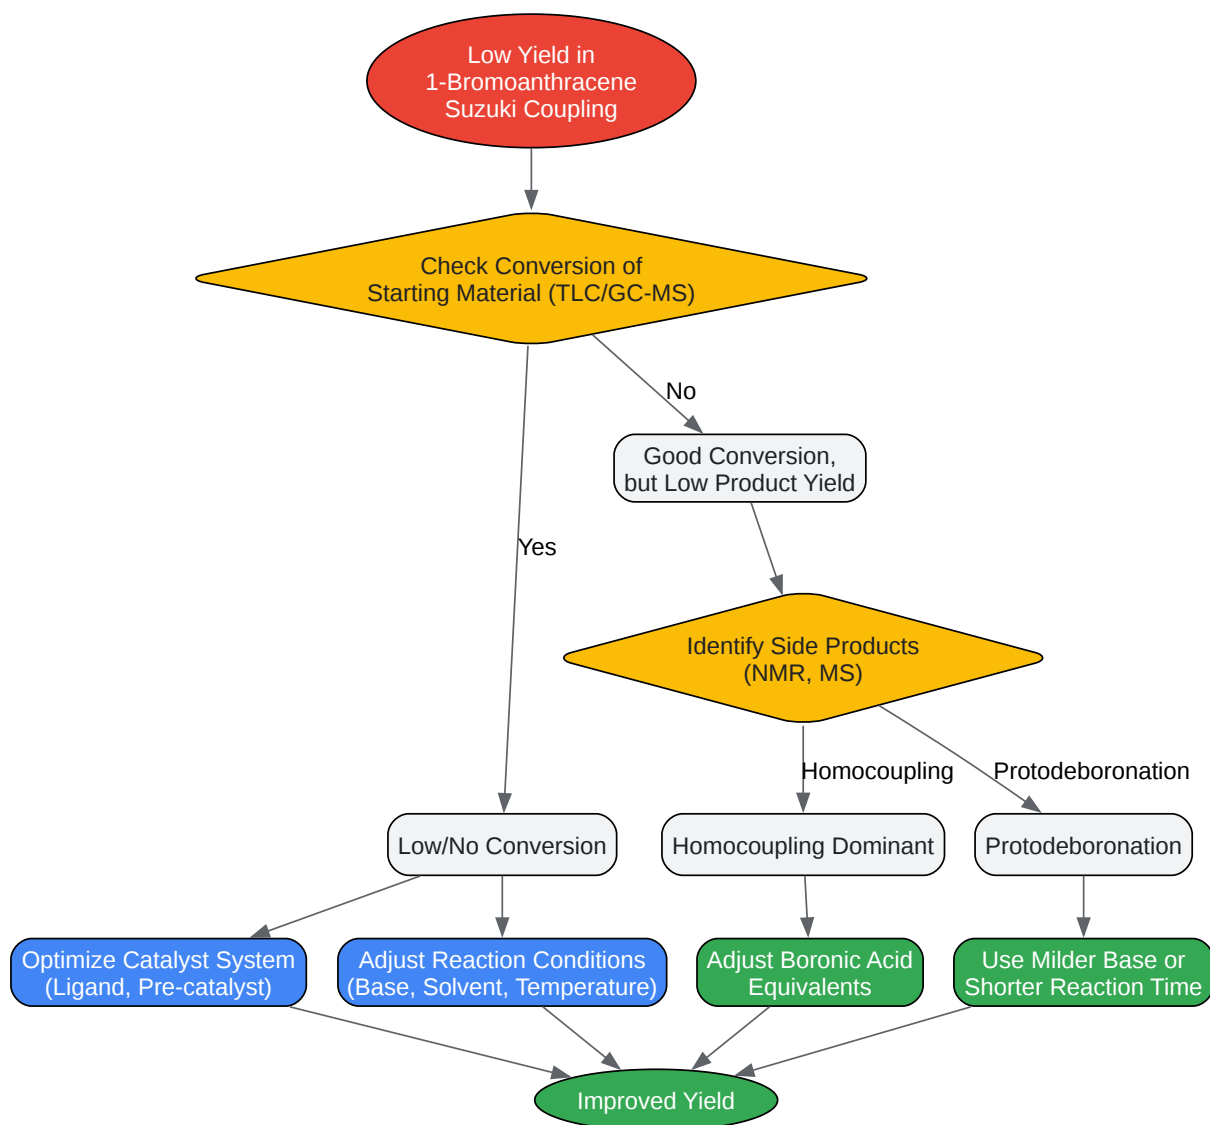 Low Yield in
1-Bromoanthracene
Suzuki Coupling
Check Conversion of
Starting Material (TLC/GC-MS)
No
Good Conversion,
but Low Product Yield
Yes
Identify Side Products
(NMR, MS)
Homocoupling
Protodeboronation
Low/No Conversion
Homocoupling Dominant
Protodeboronation
Optimize Catalyst System
(Ligand, Pre-catalyst)
Adjust Reaction Conditions
(Base, Solvent, Temperature)
Adjust Boronic Acid
Equivalents
Use Milder Base or
Shorter Reaction Time
Improved Yield